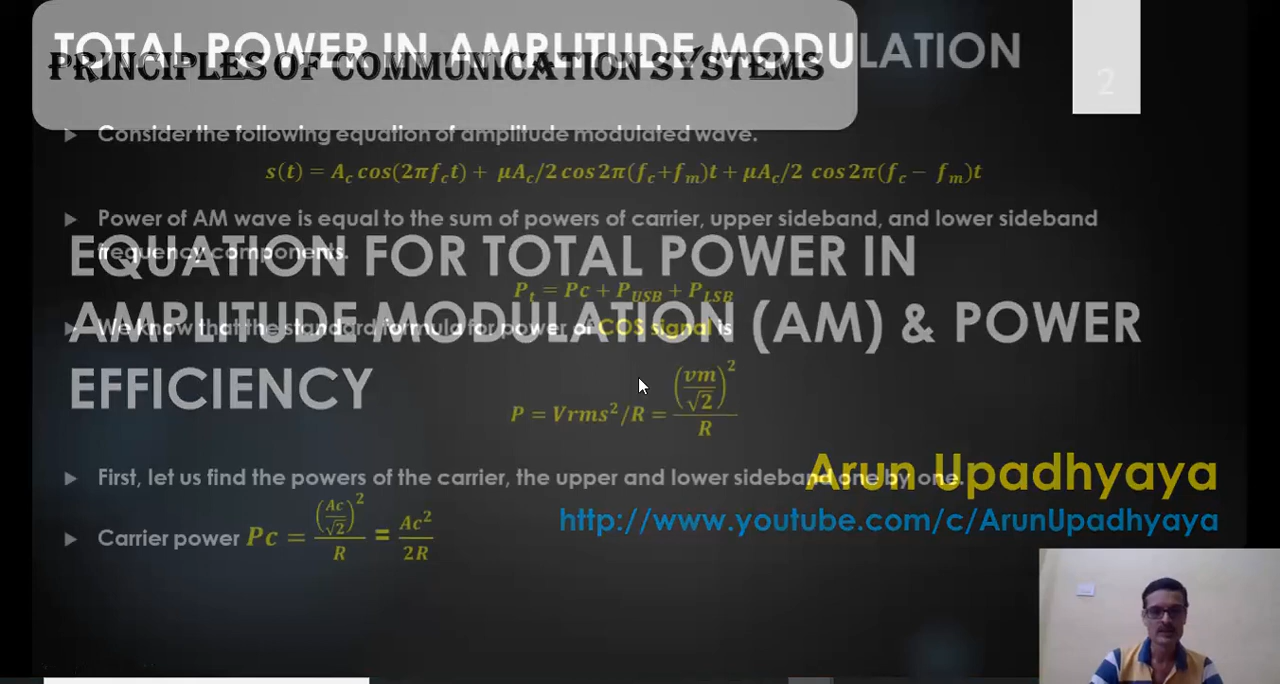 TOTAL POWER IN AMPLITUDE MODULATION
PRINCIPLES OF COMMUNICATION SYSTEMS
2
Consider the following equation of amplitude modulated wave.
s(t) = A_c cos(2πf_ct) + μA_c/2 cos 2π(f_c+f_m)t + μA_c/2 cos 2π(f_c − f_m)t
Power of AM wave is equal to the sum of powers of carrier, upper sideband, and lower sideband
frequency components.
P_t = Pc + P_USB + P_LSB
We know that the standard formula for power of COS signal is
P = Vrms²/R = (vm/√2)²/R
First, let us find the powers of the carrier, the upper and lower sideband one by one.
Carrier power Pc = (Ac/√2)²/R = Ac²/2R
EQUATION FOR TOTAL POWER IN
AMPLITUDE MODULATION (AM) & POWER
EFFICIENCY
Arun Upadhyaya
http://www.youtube.com/c/ArunUpadhyaya